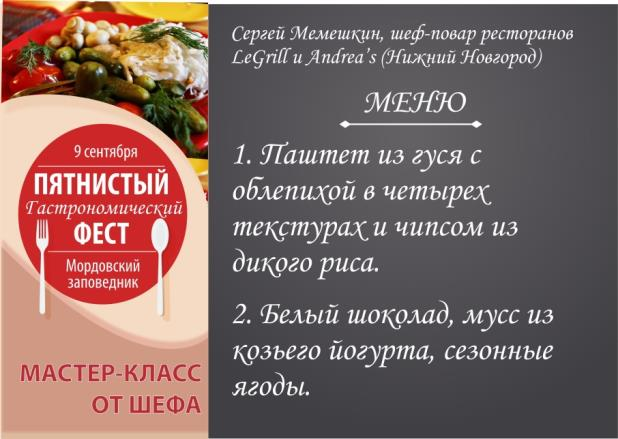 9 сентября
ПЯТНИСТЫЙ
Гастрономический
ФЕСТ
Мордовский
заповедник
МАСТЕР-КЛАСС
ОТ ШЕФА
Сергей Мемешкин, шеф-повар ресторанов
LeGrill и Andrea's (Нижний Новгород)
МЕНЮ
1. Паштет из гуся с
облепихой в четырех
текстурах и чипсом из
дикого риса.
2. Белый шоколад, мусс из
козьего йогурта, сезонные
ягоды.